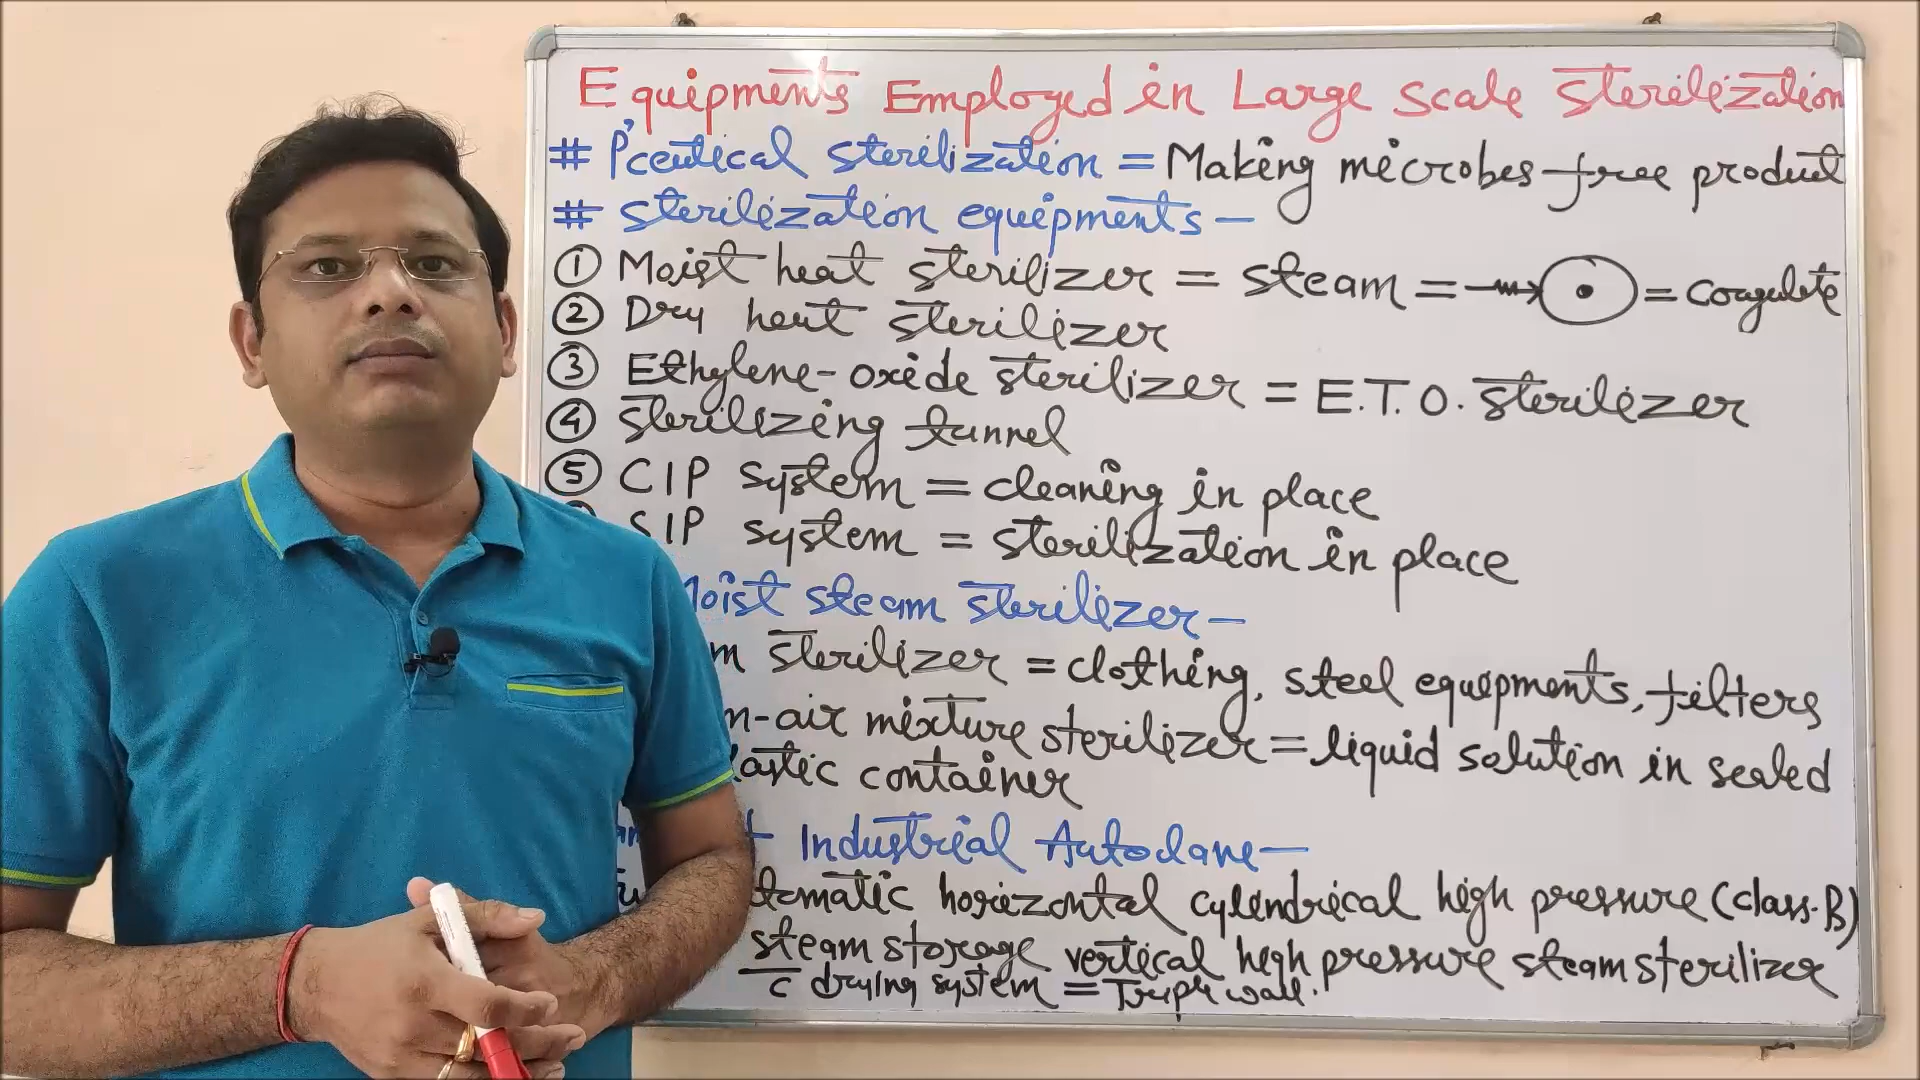 Equipments Employed in Large scale sterilization
# P'ceutical sterilization = Making microbes-free product
# sterilization equipments-
① Moist heat sterilizer = steam = = coagulate
② Dry heat sterilizer
③ Ethylene-oxide sterilizer = E.T.O. sterilizer
④ sterilizing tunnel
⑤ CIP system = cleaning in place
SIP system = sterilization in place
Moist steam sterilizer-
m sterilizer = clothing, steel equipments, filters
m-air mixture sterilizer = liquid solution in sealed
lastic container
Industrial Autoclave-
tomatic horizontal cylendrical high pressure (class-B)
steam storage vertical high pressure steam sterilizer
c̅ drying system = Triple wall.